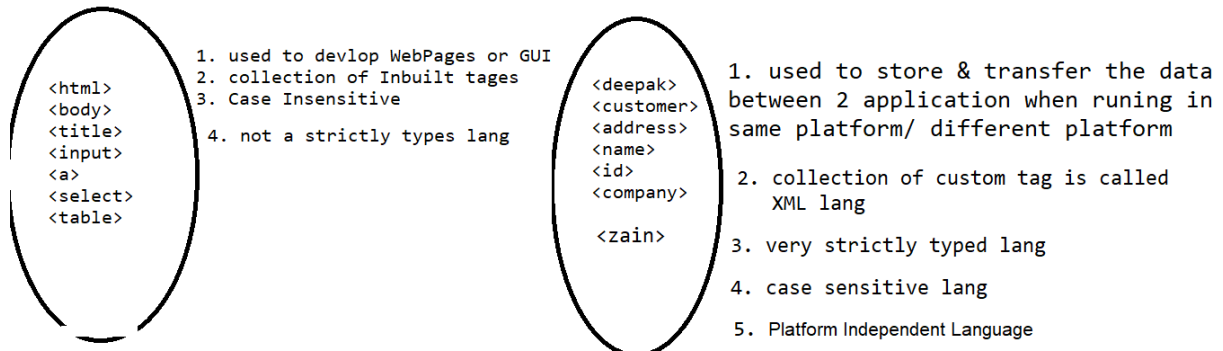 <html>
<body>
<title>
<input>
<a>
<select>
<table>
1. used to devlop WebPages or GUI
2. collection of Inbuilt tages
3. Case Insensitive
4. not a strictly types lang
<deepak>
<customer>
<address>
<name>
<id>
<company>
<zain>
1. used to store & transfer the data
between 2 application when runing in
same platform/ different platform
2. collection of custom tag is called
XML lang
3. very strictly typed lang
4. case sensitive lang
5. Platform Independent Language